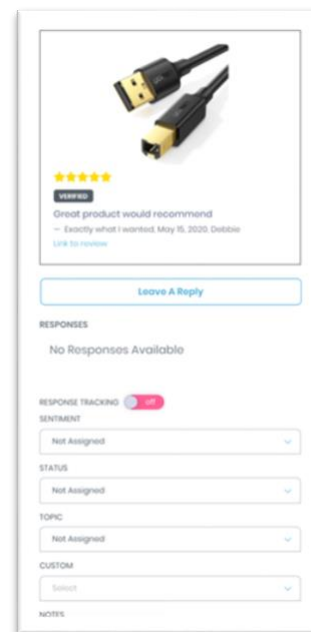 VERIFIED
Great product would recommend
— Exactly what I wanted, May 15, 2020, Debbie
Link to review
Leave A Reply
RESPONSES
No Responses Available
RESPONSE TRACKING off
SENTIMENT
Not Assigned
STATUS
Not Assigned
TOPIC
Not Assigned
CUSTOM
Select
NOTES